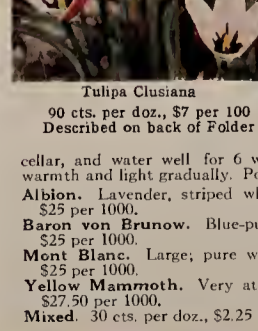 Tulipa Clusiana
90 cts. per doz., $7 per 100
Described on back of Folder
cellar, and water well for 6 w
warmth and light gradually. Po
Albion. Lavender, striped wh
$25 per 1000.
Baron von Brunow. Blue-pu
$25 per 1000.
Mont Blanc. Large; pure w
$25 per 1000.
Yellow Mammoth. Very at
$27.50 per 1000.
Mixed. 30 cts. per doz., $2.25